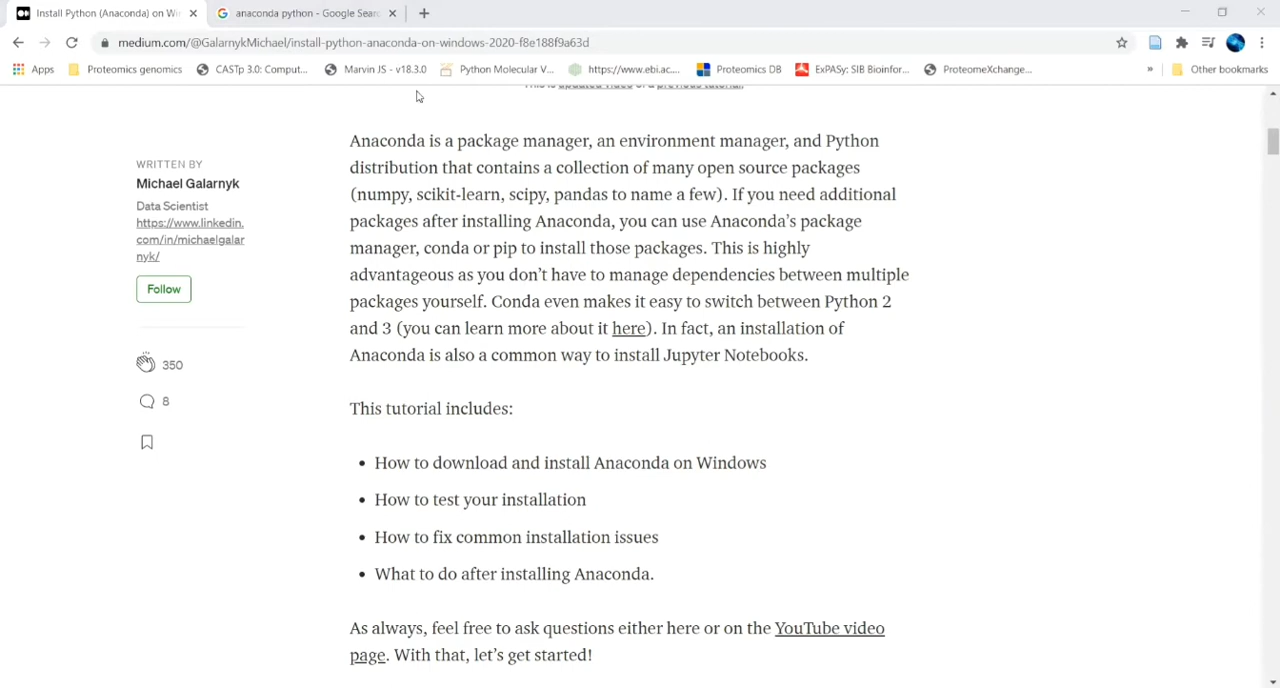 Install Python (Anaconda) on Wi
anaconda python - Google Sear
medium.com/@GalarnykMichael/install-python-anaconda-on-windows-2020-f8e188f9a63d
Apps
Proteomics genomics
CASTp 3.0: Comput...
Marvin JS - v18.3.0
Python Molecular V...
https://www.ebi.ac....
Proteomics DB
ExPASy: SIB Bioinfor...
ProteomeXchange...
»
Other bookmarks
This is updated video of a previous tutorial.
WRITTEN BY
Michael Galarnyk
Data Scientist
https://www.linkedin.
com/in/michaelgalar
nyk/
Follow
350
8
Anaconda is a package manager, an environment manager, and Python
distribution that contains a collection of many open source packages
(numpy, scikit-learn, scipy, pandas to name a few). If you need additional
packages after installing Anaconda, you can use Anaconda’s package
manager, conda or pip to install those packages. This is highly
advantageous as you don’t have to manage dependencies between multiple
packages yourself. Conda even makes it easy to switch between Python 2
and 3 (you can learn more about it here). In fact, an installation of
Anaconda is also a common way to install Jupyter Notebooks.
This tutorial includes:
• How to download and install Anaconda on Windows
• How to test your installation
• How to fix common installation issues
• What to do after installing Anaconda.
As always, feel free to ask questions either here or on the YouTube video
page. With that, let’s get started!